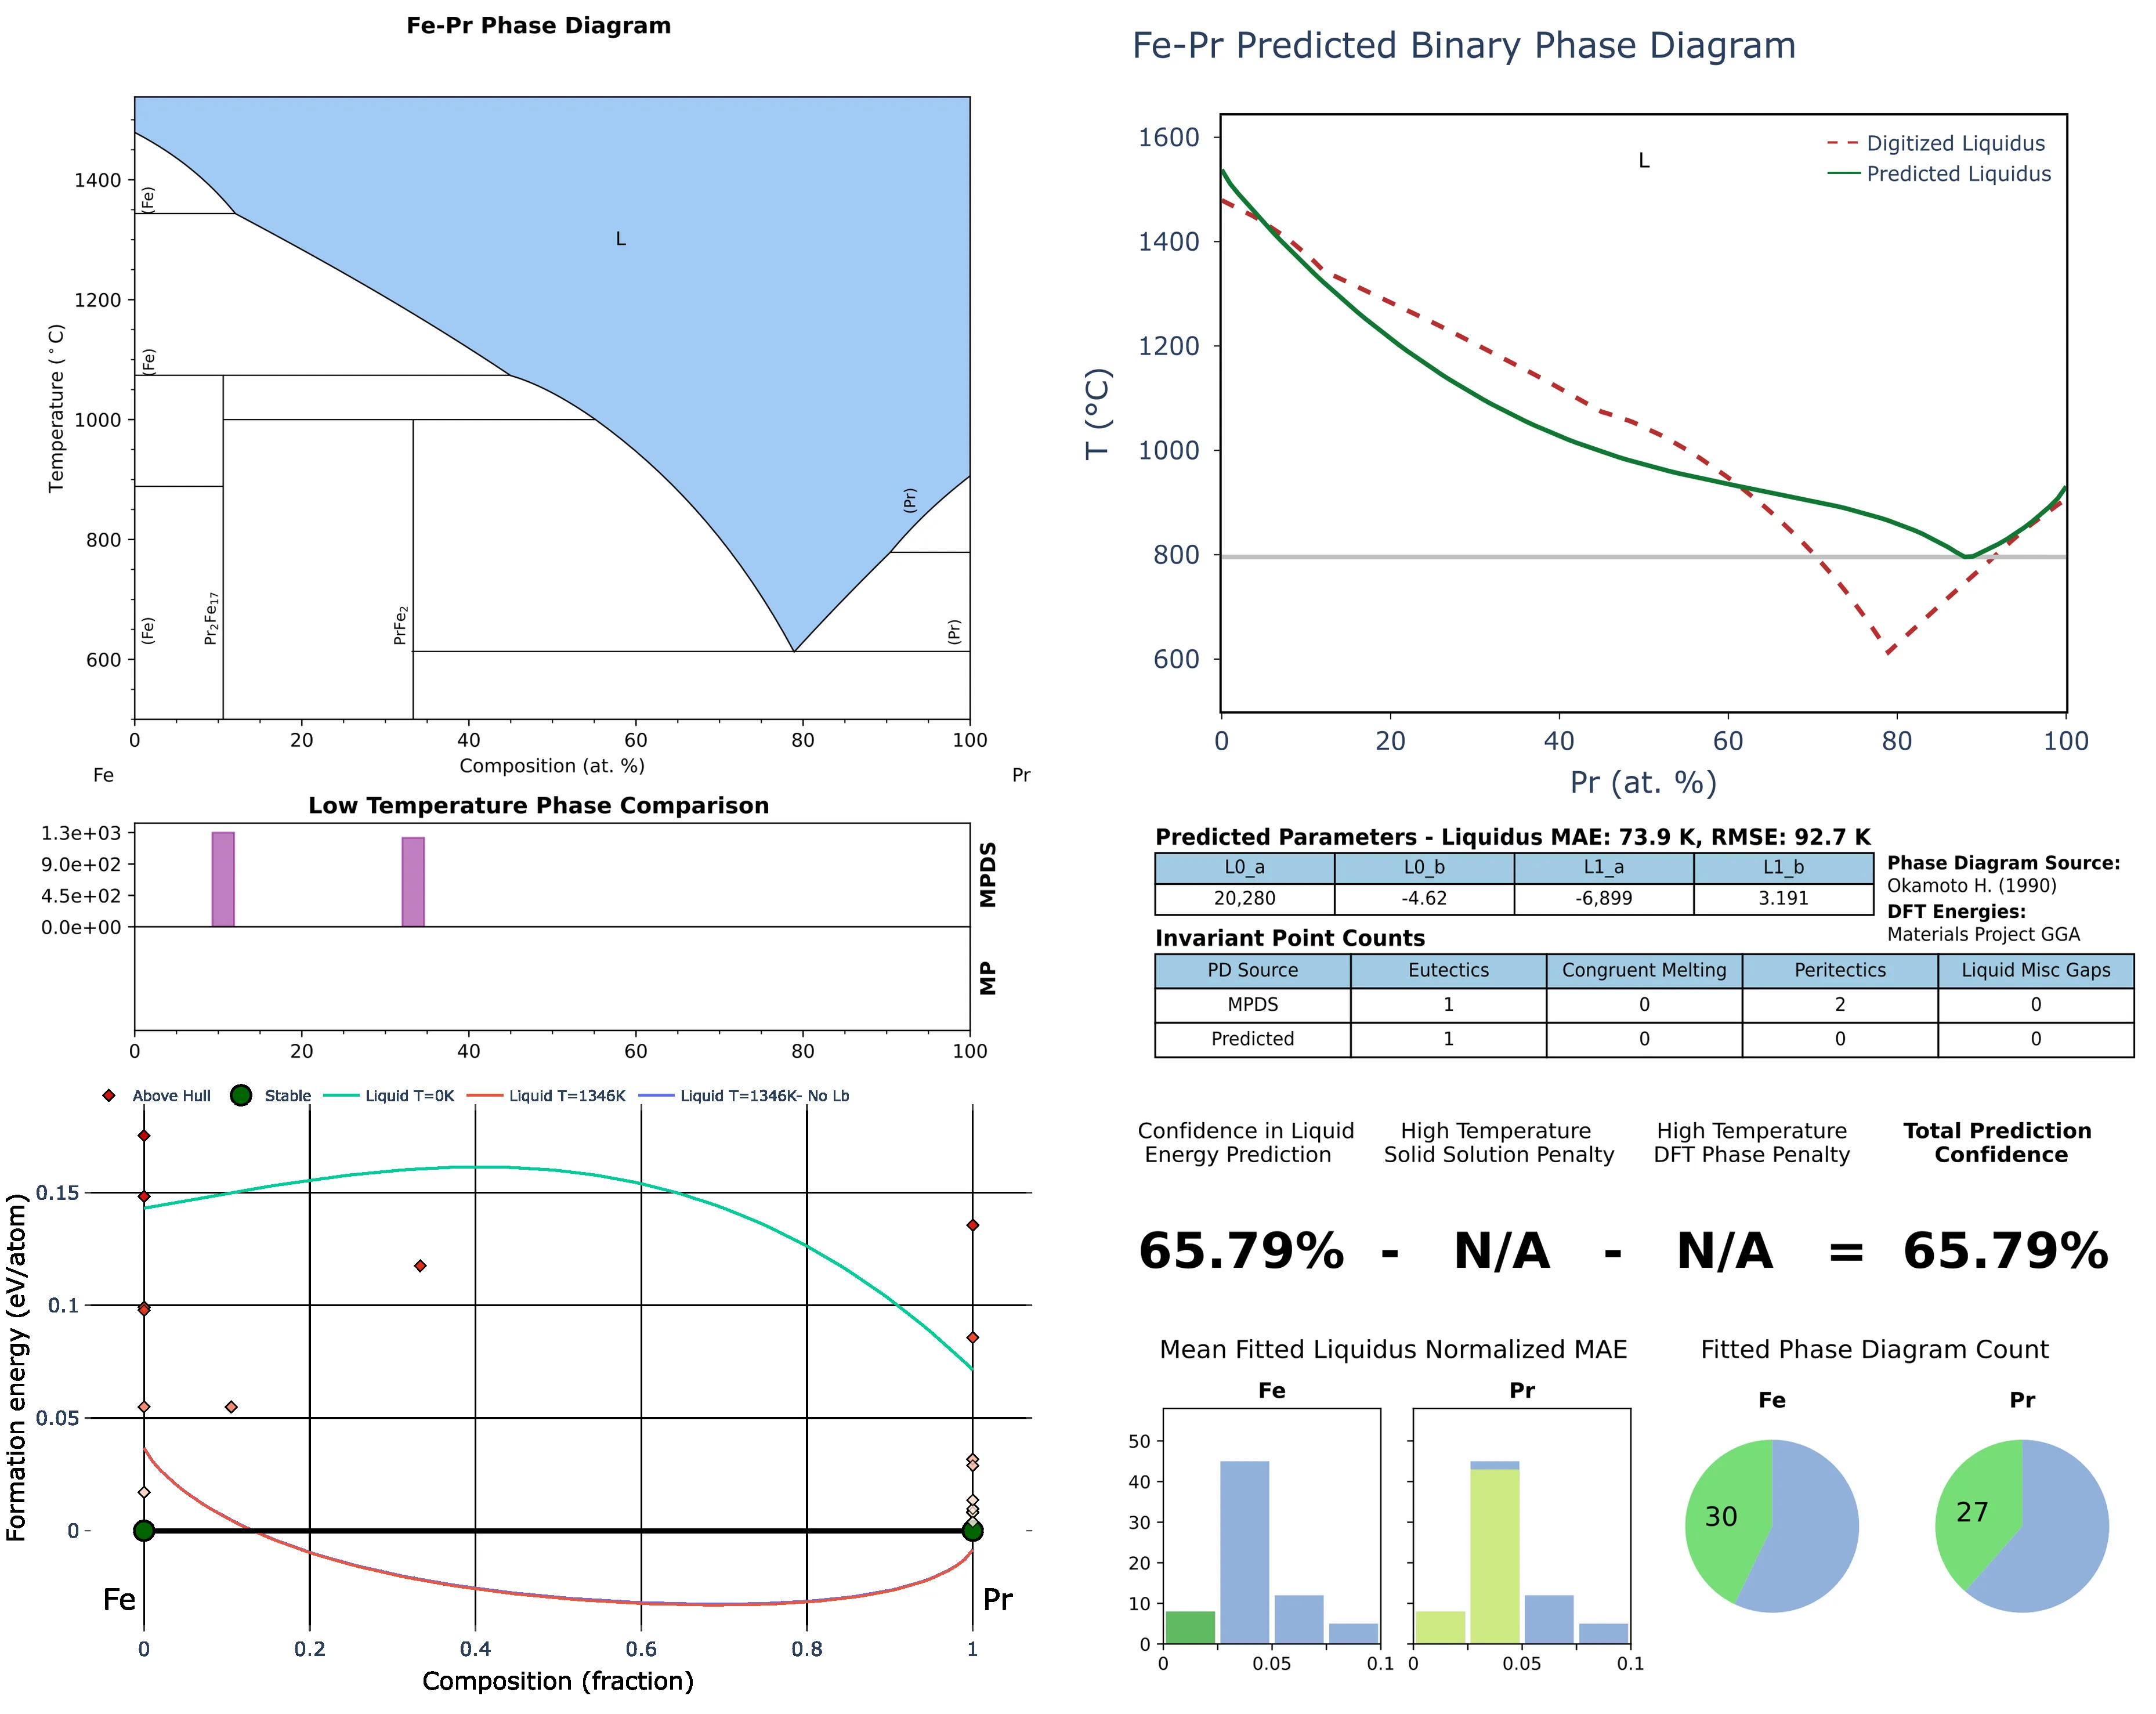 Fe-Pr Phase Diagram
1400
1200
1000
800
600
Temperature (°C)
(Fe)
(Fe)
(Fe)
Pr2Fe17
PrFe2
L
(Pr)
(Pr)
0 20 40 60 80 100
Composition (at. %)
Fe Pr
Low Temperature Phase Comparison
1.3e+03
9.0e+02
4.5e+02
0.0e+00
MPDS
MP
0 20 40 60 80 100
Above Hull Stable Liquid T=0K Liquid T=1346K Liquid T=1346K- No Lb
0.15
0.1
0.05
0
Formation energy (eV/atom)
Fe Pr
0 0.2 0.4 0.6 0.8 1
Composition (fraction)
Fe-Pr Predicted Binary Phase Diagram
1600
1400
1200
1000
800
600
T (°C)
L
Digitized Liquidus
Predicted Liquidus
0 20 40 60 80 100
Pr (at. %)
Predicted Parameters - Liquidus MAE: 73.9 K, RMSE: 92.7 K
L0_a L0_b L1_a L1_b
20,280 -4.62 -6,899 3.191
Phase Diagram Source:
Okamoto H. (1990)
DFT Energies:
Materials Project GGA
Invariant Point Counts
PD Source Eutectics Congruent Melting Peritectics Liquid Misc Gaps
MPDS 1 0 2 0
Predicted 1 0 0 0
Confidence in Liquid
Energy Prediction
High Temperature
Solid Solution Penalty
High Temperature
DFT Phase Penalty
Total Prediction
Confidence
65.79% - N/A - N/A = 65.79%
Mean Fitted Liquidus Normalized MAE
Fe Pr
50
40
30
20
10
0
0 0.05 0.1
0 0.05 0.1
Fitted Phase Diagram Count
Fe Pr
30 27